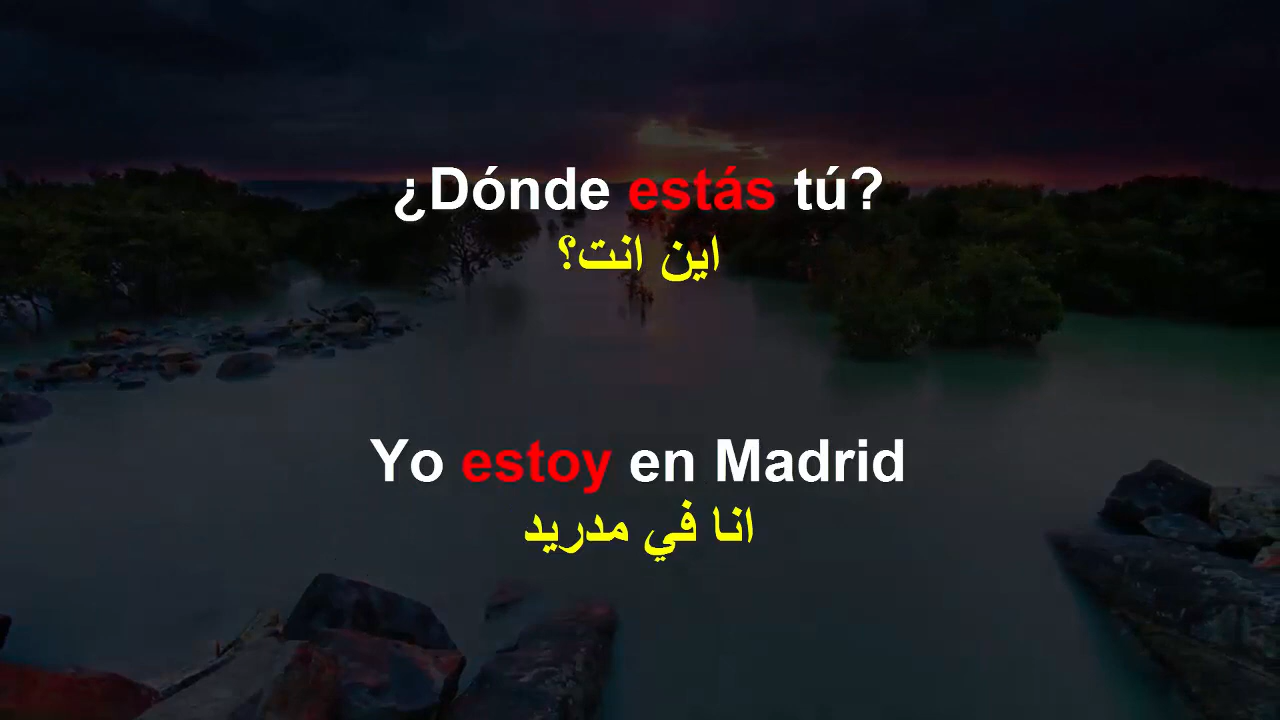 ¿Dónde estás tú?
اين انت؟
Yo estoy en Madrid
انا في مدريد